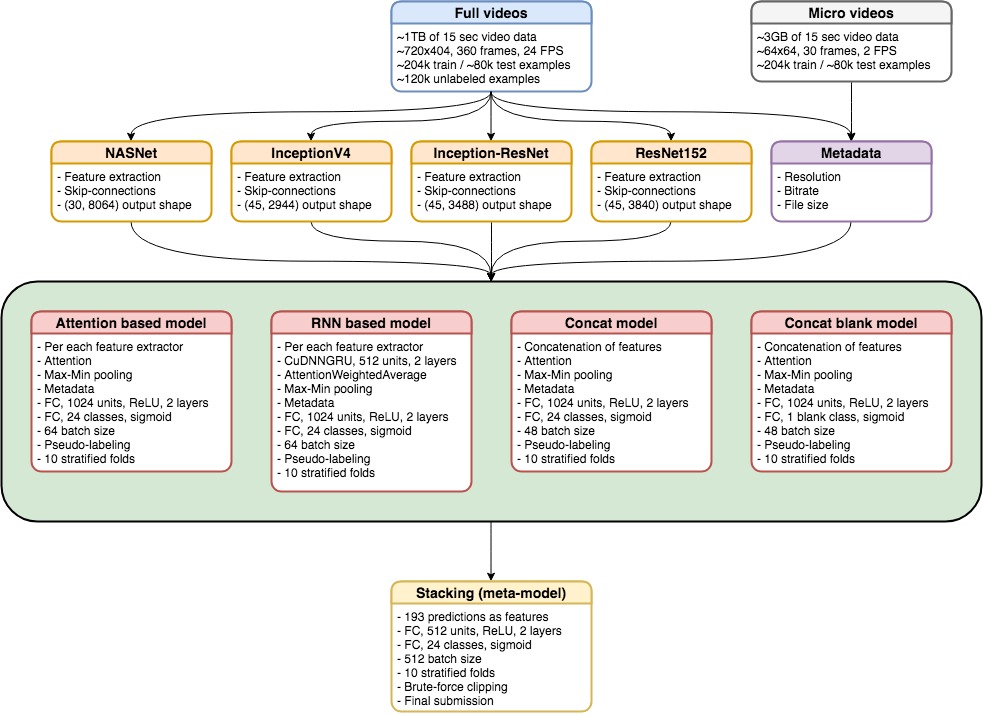 Full videos
~1TB of 15 sec video data
~720x404, 360 frames, 24 FPS
~204k train / ~80k test examples
~120k unlabeled examples
Micro videos
~3GB of 15 sec video data
~64x64, 30 frames, 2 FPS
~204k train / ~80k test examples
NASNet
- Feature extraction
- Skip-connections
- (30, 8064) output shape
InceptionV4
- Feature extraction
- Skip-connections
- (45, 2944) output shape
Inception-ResNet
- Feature extraction
- Skip-connections
- (45, 3488) output shape
ResNet152
- Feature extraction
- Skip-connections
- (45, 3840) output shape
Metadata
- Resolution
- Bitrate
- File size
Attention based model
- Per each feature extractor
- Attention
- Max-Min pooling
- Metadata
- FC, 1024 units, ReLU, 2 layers
- FC, 24 classes, sigmoid
- 64 batch size
- Pseudo-labeling
- 10 stratified folds
RNN based model
- Per each feature extractor
- CuDNNGRU, 512 units, 2 layers
- AttentionWeightedAverage
- Max-Min pooling
- Metadata
- FC, 1024 units, ReLU, 2 layers
- FC, 24 classes, sigmoid
- 64 batch size
- Pseudo-labeling
- 10 stratified folds
Concat model
- Concatenation of features
- Attention
- Max-Min pooling
- Metadata
- FC, 1024 units, ReLU, 2 layers
- FC, 24 classes, sigmoid
- 48 batch size
- Pseudo-labeling
- 10 stratified folds
Concat blank model
- Concatenation of features
- Attention
- Max-Min pooling
- Metadata
- FC, 1024 units, ReLU, 2 layers
- FC, 1 blank class, sigmoid
- 48 batch size
- Pseudo-labeling
- 10 stratified folds
Stacking (meta-model)
- 193 predictions as features
- FC, 512 units, ReLU, 2 layers
- FC, 24 classes, sigmoid
- 512 batch size
- 10 stratified folds
- Brute-force clipping
- Final submission